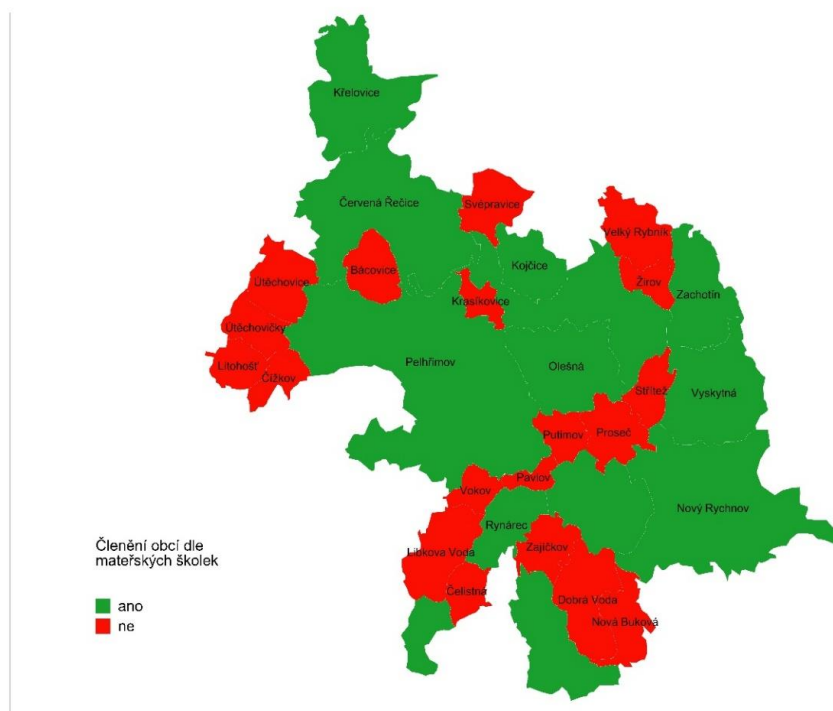 Křelovice
Červená Řečice
Svépravice
Velký Rybník
Kojčice
Bácovice
Útěchovice
Žirov
Zachotín
Krasíkovice
Útěchovičky
Pelhřimov
Olešná
Litohošť
Čížkov
Střítež
Vyskytná
Putimov
Proseč
Pavlov
Vokov
Nový Rychnov
Rynárec
Libkova Voda
Zajíčkov
Čelistná
Dobrá Voda
Nová Buková
Členění obcí dle
mateřských školek
ano
ne